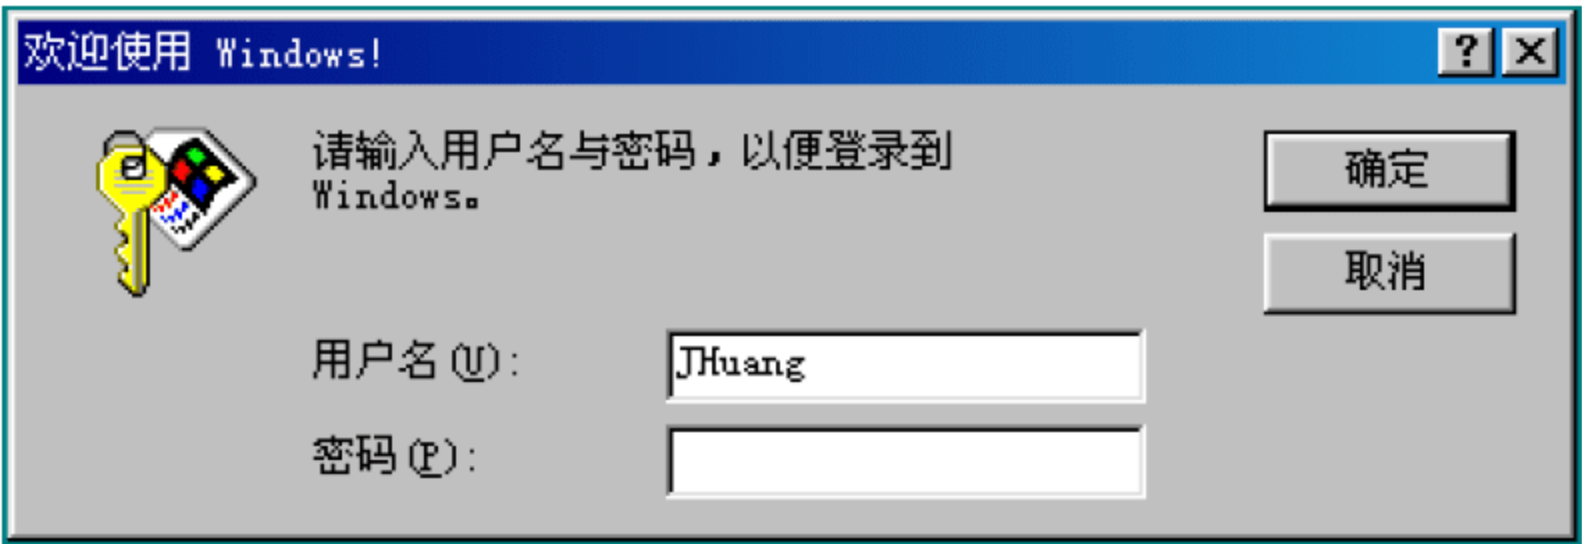 欢迎使用 Windows!
请输入用户名与密码，以便登录到
Windows。
确定
取消
用户名(U): JHuang
密码(P):